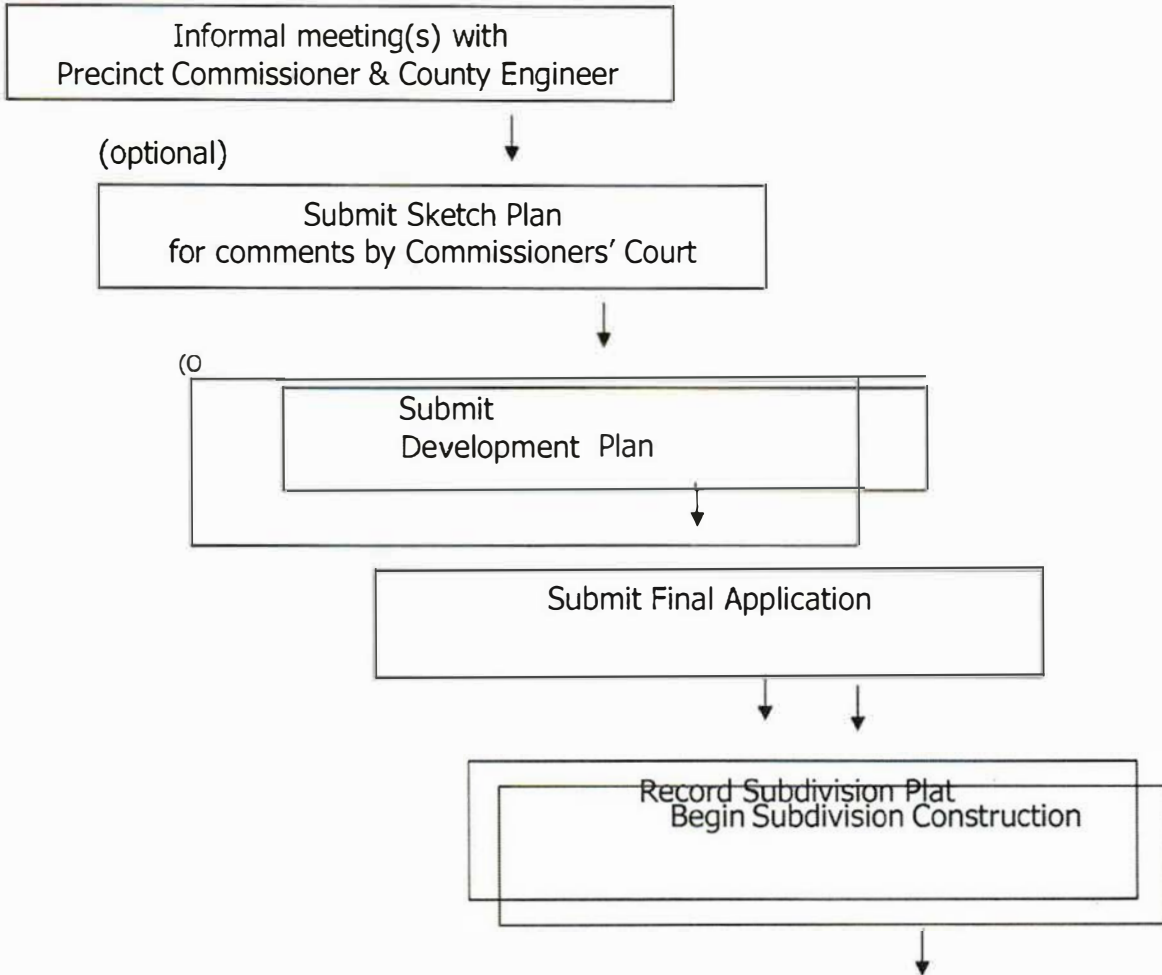 Informal meeting(s) with
Precinct Commissioner & County Engineer
(optional)
Submit Sketch Plan
for comments by Commissioners’ Court
(O
Submit
Development Plan
Submit Final Application
Record Subdivision Plat
Begin Subdivision Construction